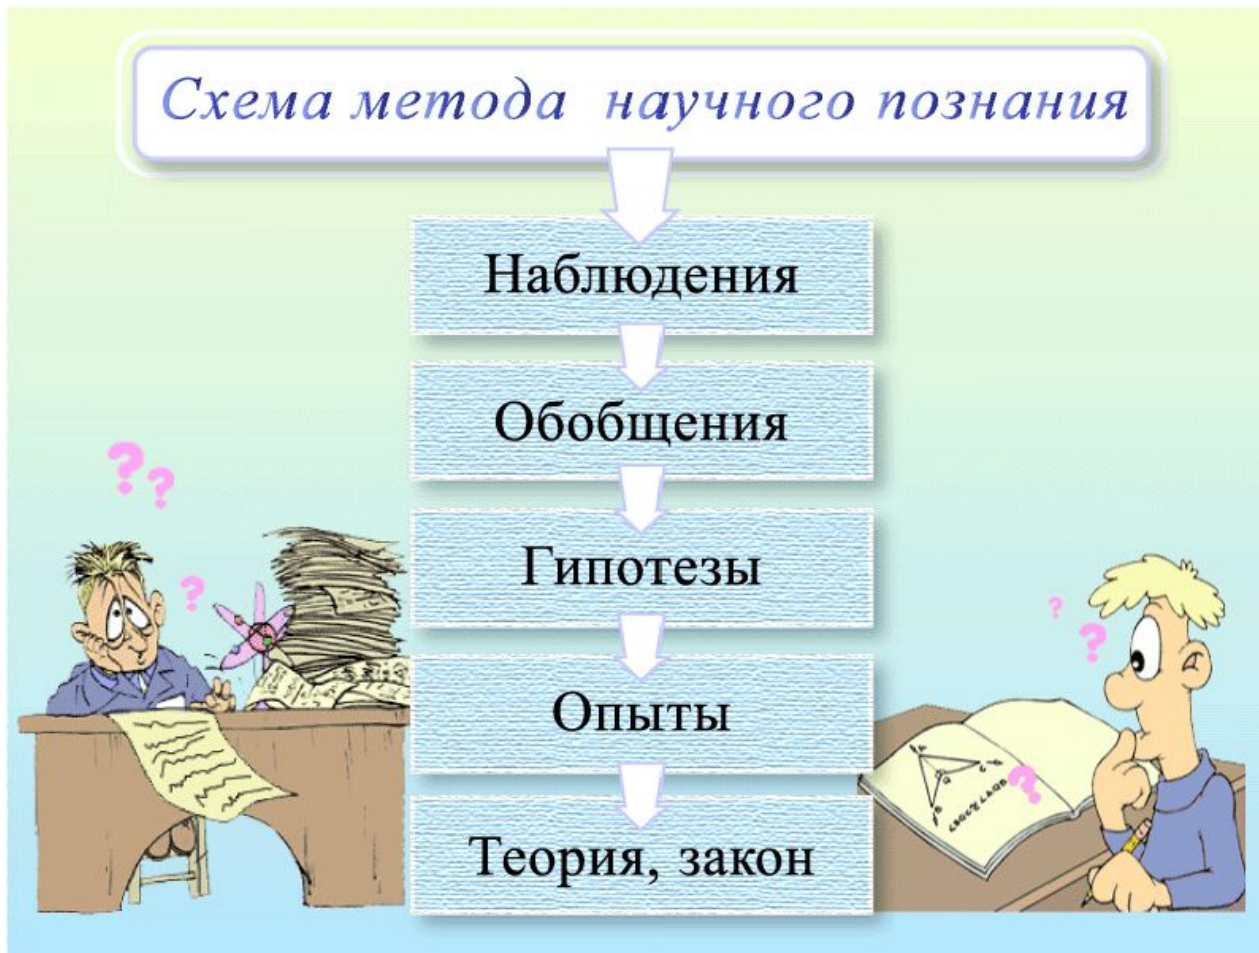 Схема метода научного познания
Наблюдения
Обобщения
Гипотезы
Опыты
Теория, закон